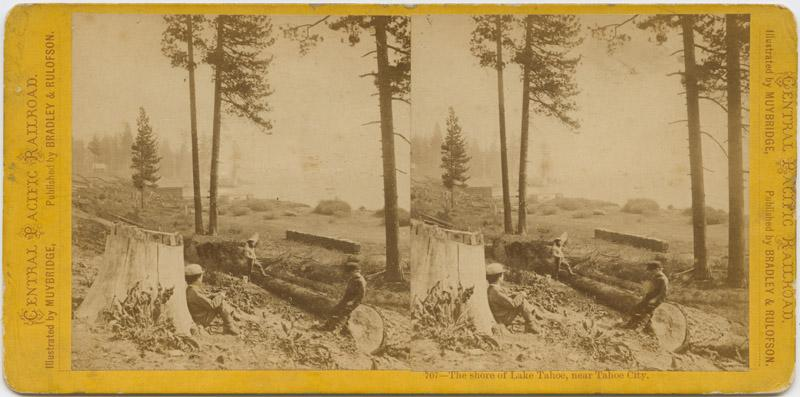 CENTRAL PACIFIC RAILROAD.
Illustrated by MUYBRIDGE, Published by BRADLEY & RULOFSON.
CENTRAL PACIFIC RAILROAD.
Illustrated by MUYBRIDGE, Published by BRADLEY & RULOFSON.
707—The shore of Lake Tahoe, near Tahoe City.